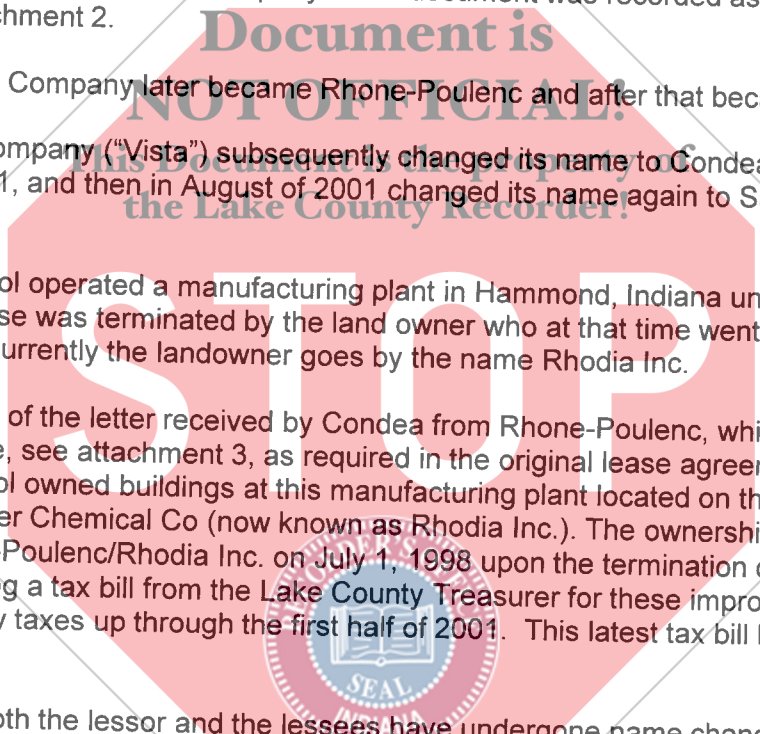 chment 2.
Document is
NOT OFFICIAL!
This Document is the property of
the Lake County Recorder!
Company later became Rhone-Poulenc and after that bec
ompany ("Vista") subsequently changed its name to Condea
1, and then in August of 2001 changed its name again to S
STOP
ol operated a manufacturing plant in Hammond, Indiana un
se was terminated by the land owner who at that time went
urrently the landowner goes by the name Rhodia Inc.
of the letter received by Condea from Rhone-Poulenc, whi
e, see attachment 3, as required in the original lease agree
ol owned buildings at this manufacturing plant located on th
er Chemical Co (now known as Rhodia Inc.). The ownershi
-Poulenc/Rhodia Inc. on July 1, 1998 upon the termination
g a tax bill from the Lake County Treasurer for these impro
y taxes up through the first half of 2001. This latest tax bill
SEAL
INDIANA
oth the lessor and the lessees have undergone name chan